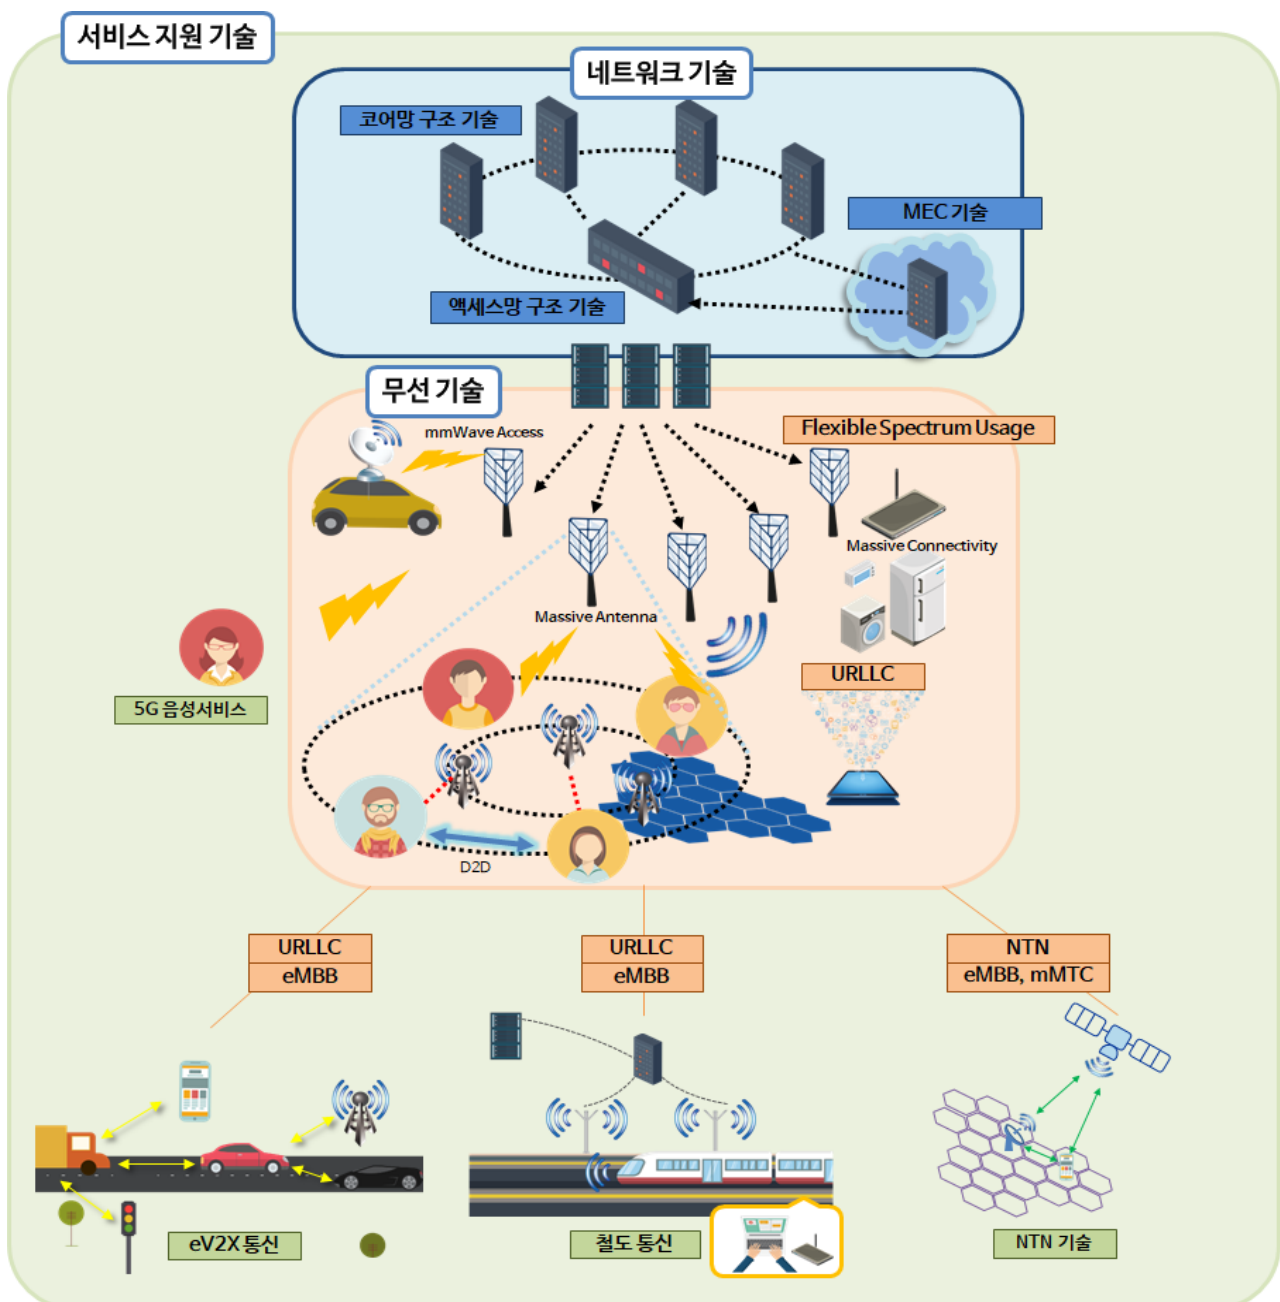 서비스 지원 기술
네트워크 기술
코어망 구조 기술
MEC 기술
액세스망 구조 기술
무선 기술
mmWave Access
Flexible Spectrum Usage
Massive Connectivity
Massive Antenna
URLLC
5G 음성서비스
D2D
URLLC
eMBB
URLLC
eMBB
NTN
eMBB, mMTC
eV2X 통신
철도 통신
NTN 기술